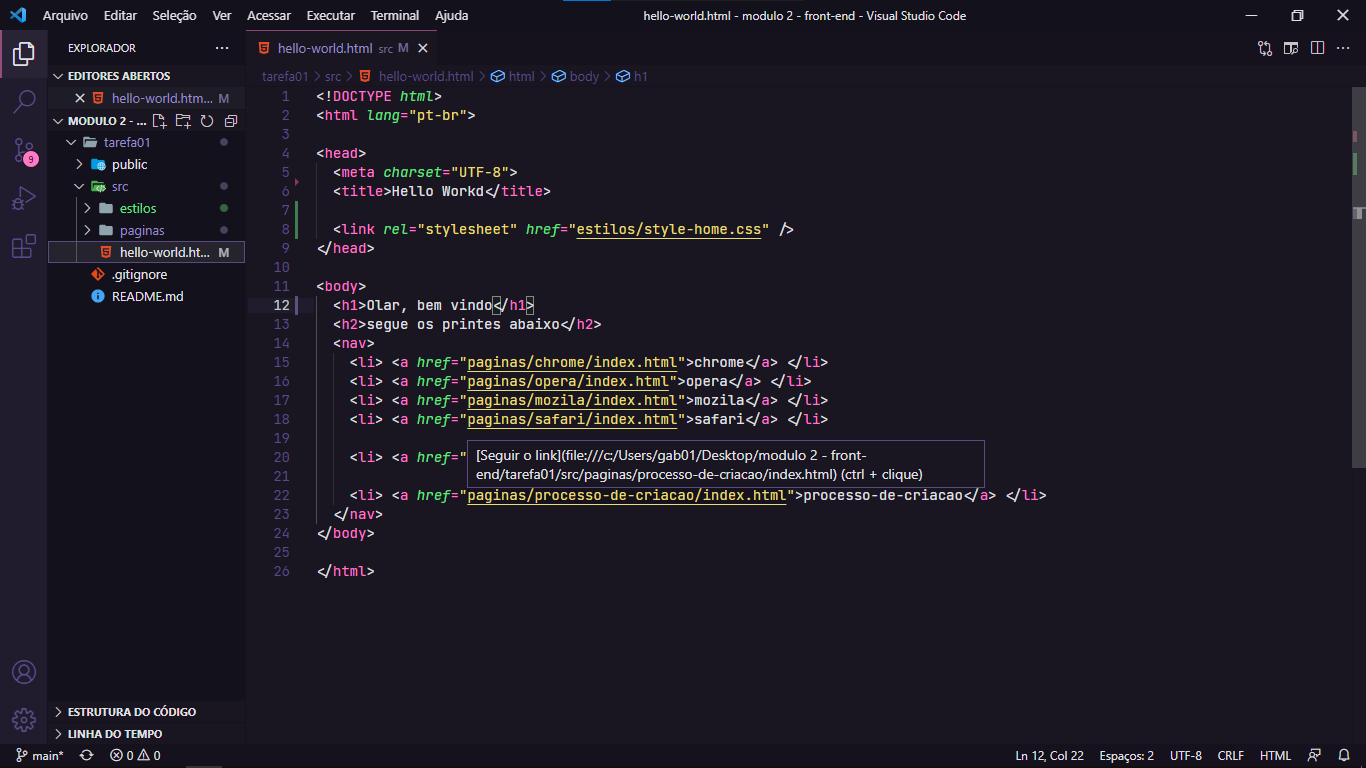 Arquivo Editar Seleção Ver Acessar Executar Terminal Ajuda
hello-world.html - modulo 2 - front-end - Visual Studio Code
EXPLORADOR
EDITORES ABERTOS
hello-world.htm... M
MODULO 2 - ...
tarefa01
public
src
estilos
paginas
hello-world.ht... M
.gitignore
README.md
ESTRUTURA DO CÓDIGO
LINHA DO TEMPO
9
hello-world.html src M
tarefa01 > src > hello-world.html > html > body > h1
1 <!DOCTYPE html>
2 <html lang="pt-br">
3
4 <head>
5 <meta charset="UTF-8">
6 <title>Hello Workd</title>
7
8 <link rel="stylesheet" href="estilos/style-home.css" />
9 </head>
10
11 <body>
12 <h1>Olar, bem vindo</h1>
13 <h2>segue os printes abaixo</h2>
14 <nav>
15 <li> <a href="paginas/chrome/index.html">chrome</a> </li>
16 <li> <a href="paginas/opera/index.html">opera</a> </li>
17 <li> <a href="paginas/mozila/index.html">mozila</a> </li>
18 <li> <a href="paginas/safari/index.html">safari</a> </li>
19
20 <li> <a href="
[Seguir o link](file:///c:/Users/gab01/Desktop/modulo 2 - front-
end/tarefa01/src/paginas/processo-de-criacao/index.html) (ctrl + clique)
21
22 <li> <a href="paginas/processo-de-criacao/index.html">processo-de-criacao</a> </li>
23 </nav>
24 </body>
25
26 </html>
main* 0 0
Ln 12, Col 22 Espaços: 2 UTF-8 CRLF HTML